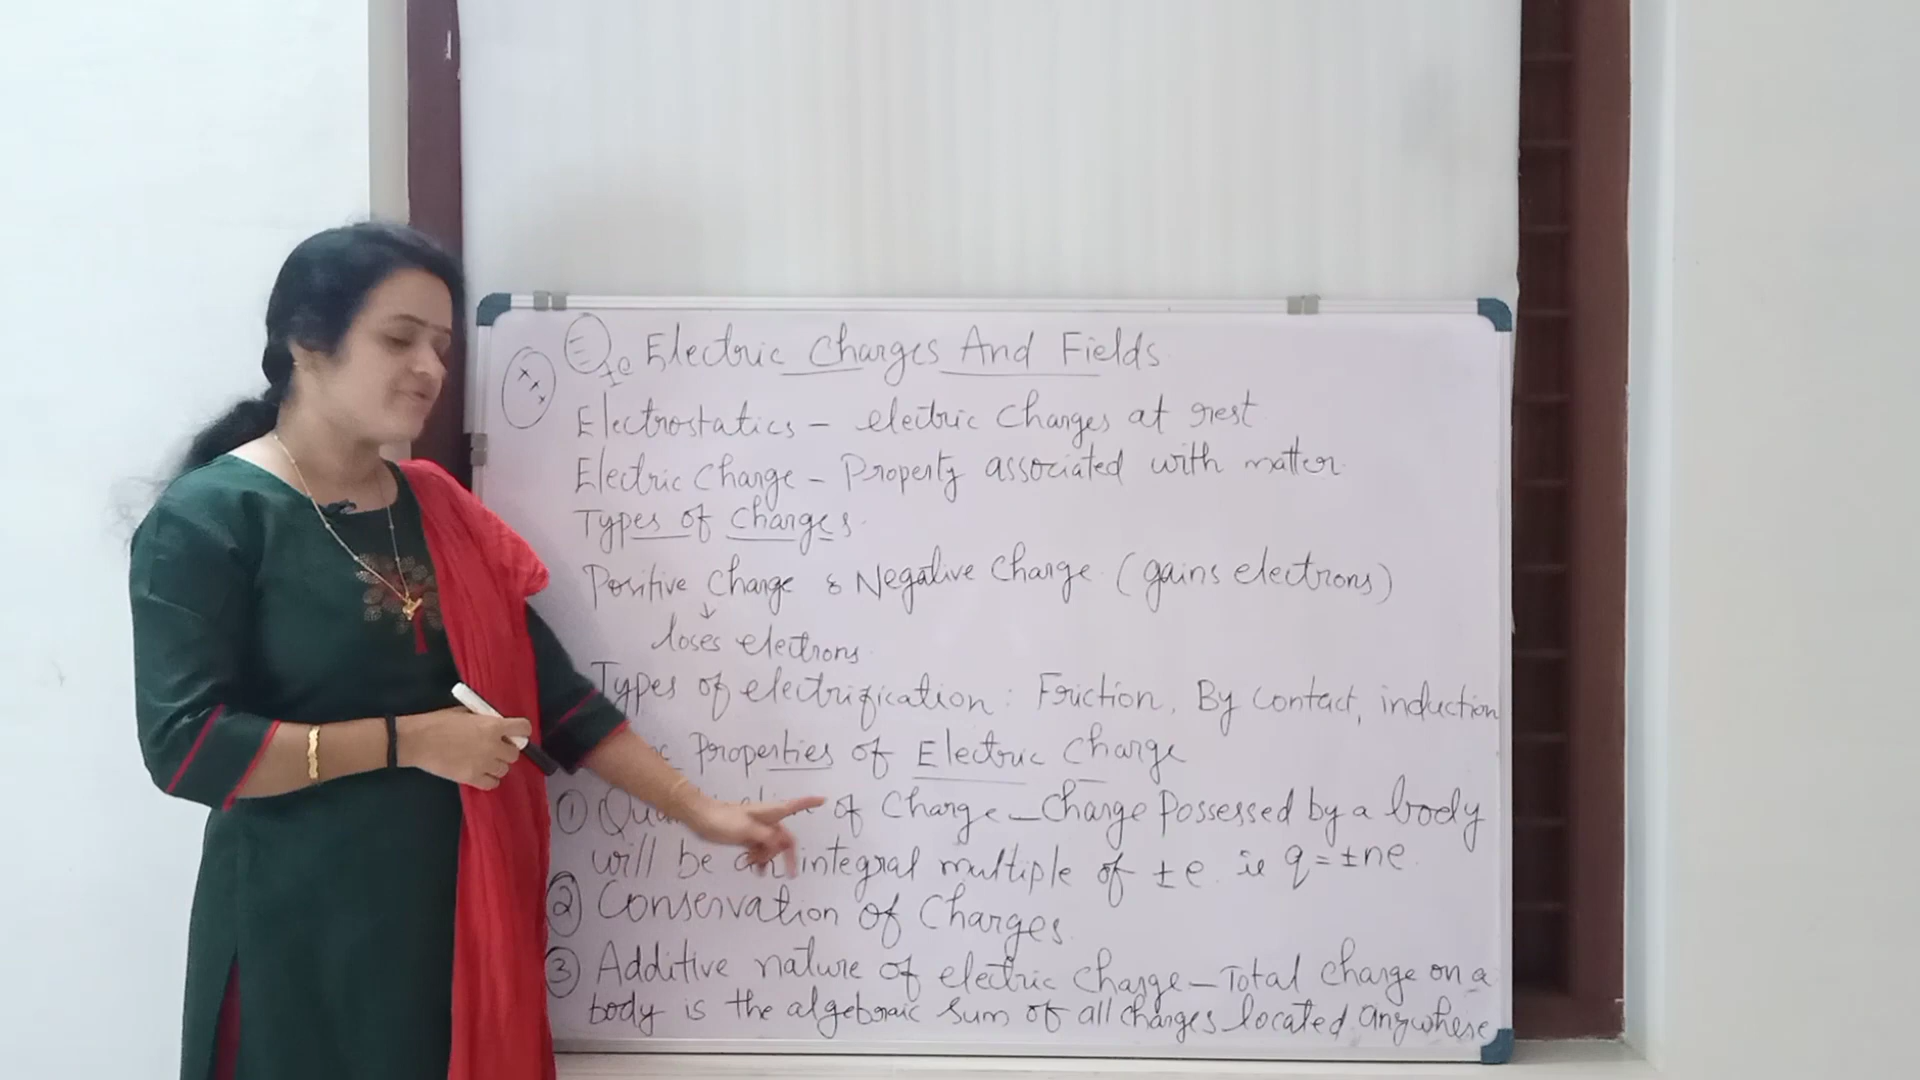 Electric Charges And Fields
Electrostatics - electric charges at rest
Electric Charge - Property associated with matter
Types of charges.
Positive charge & Negative charge (gains electrons)
↓
loses electrons
Types of electrification : Friction, By contact, induction
Properties of Electric Charge
① of Charge - Charge Possessed by a body
will be an integral multiple of ±e ie q = ±ne
② Conservation of Charges.
③ Additive nature of electric charge - Total charge on a
body is the algebraic sum of all charges located anywhere